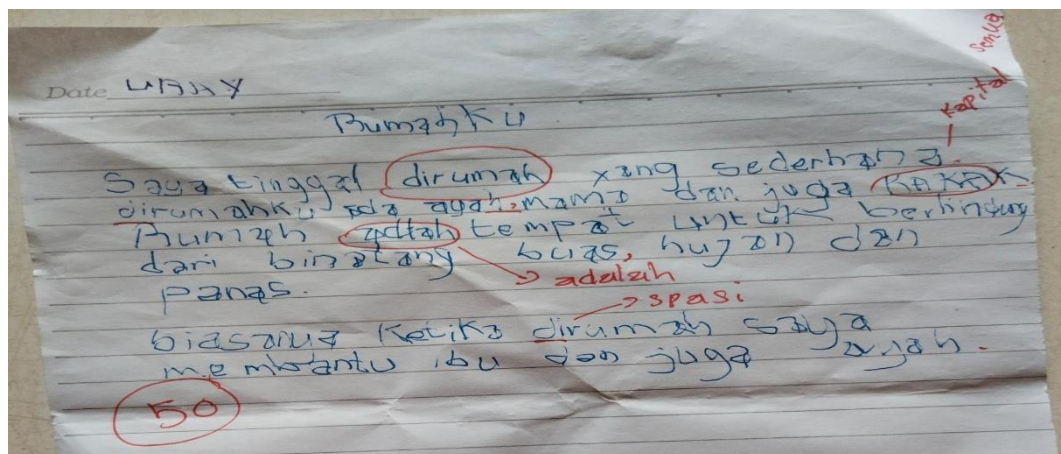 semua
kapital
Date
Rumahku
Saya tinggal dirumah yang sederhana.
dirumahku ada ayah, mama dan juga KAKAK
Rumah adlah tempat untuk berlindung
dari binatang buas, hujan dan
→ adalah
panas.
→ spasi
biasanya ketika dirumah saya
membantu ibu dan juga ayah.
50